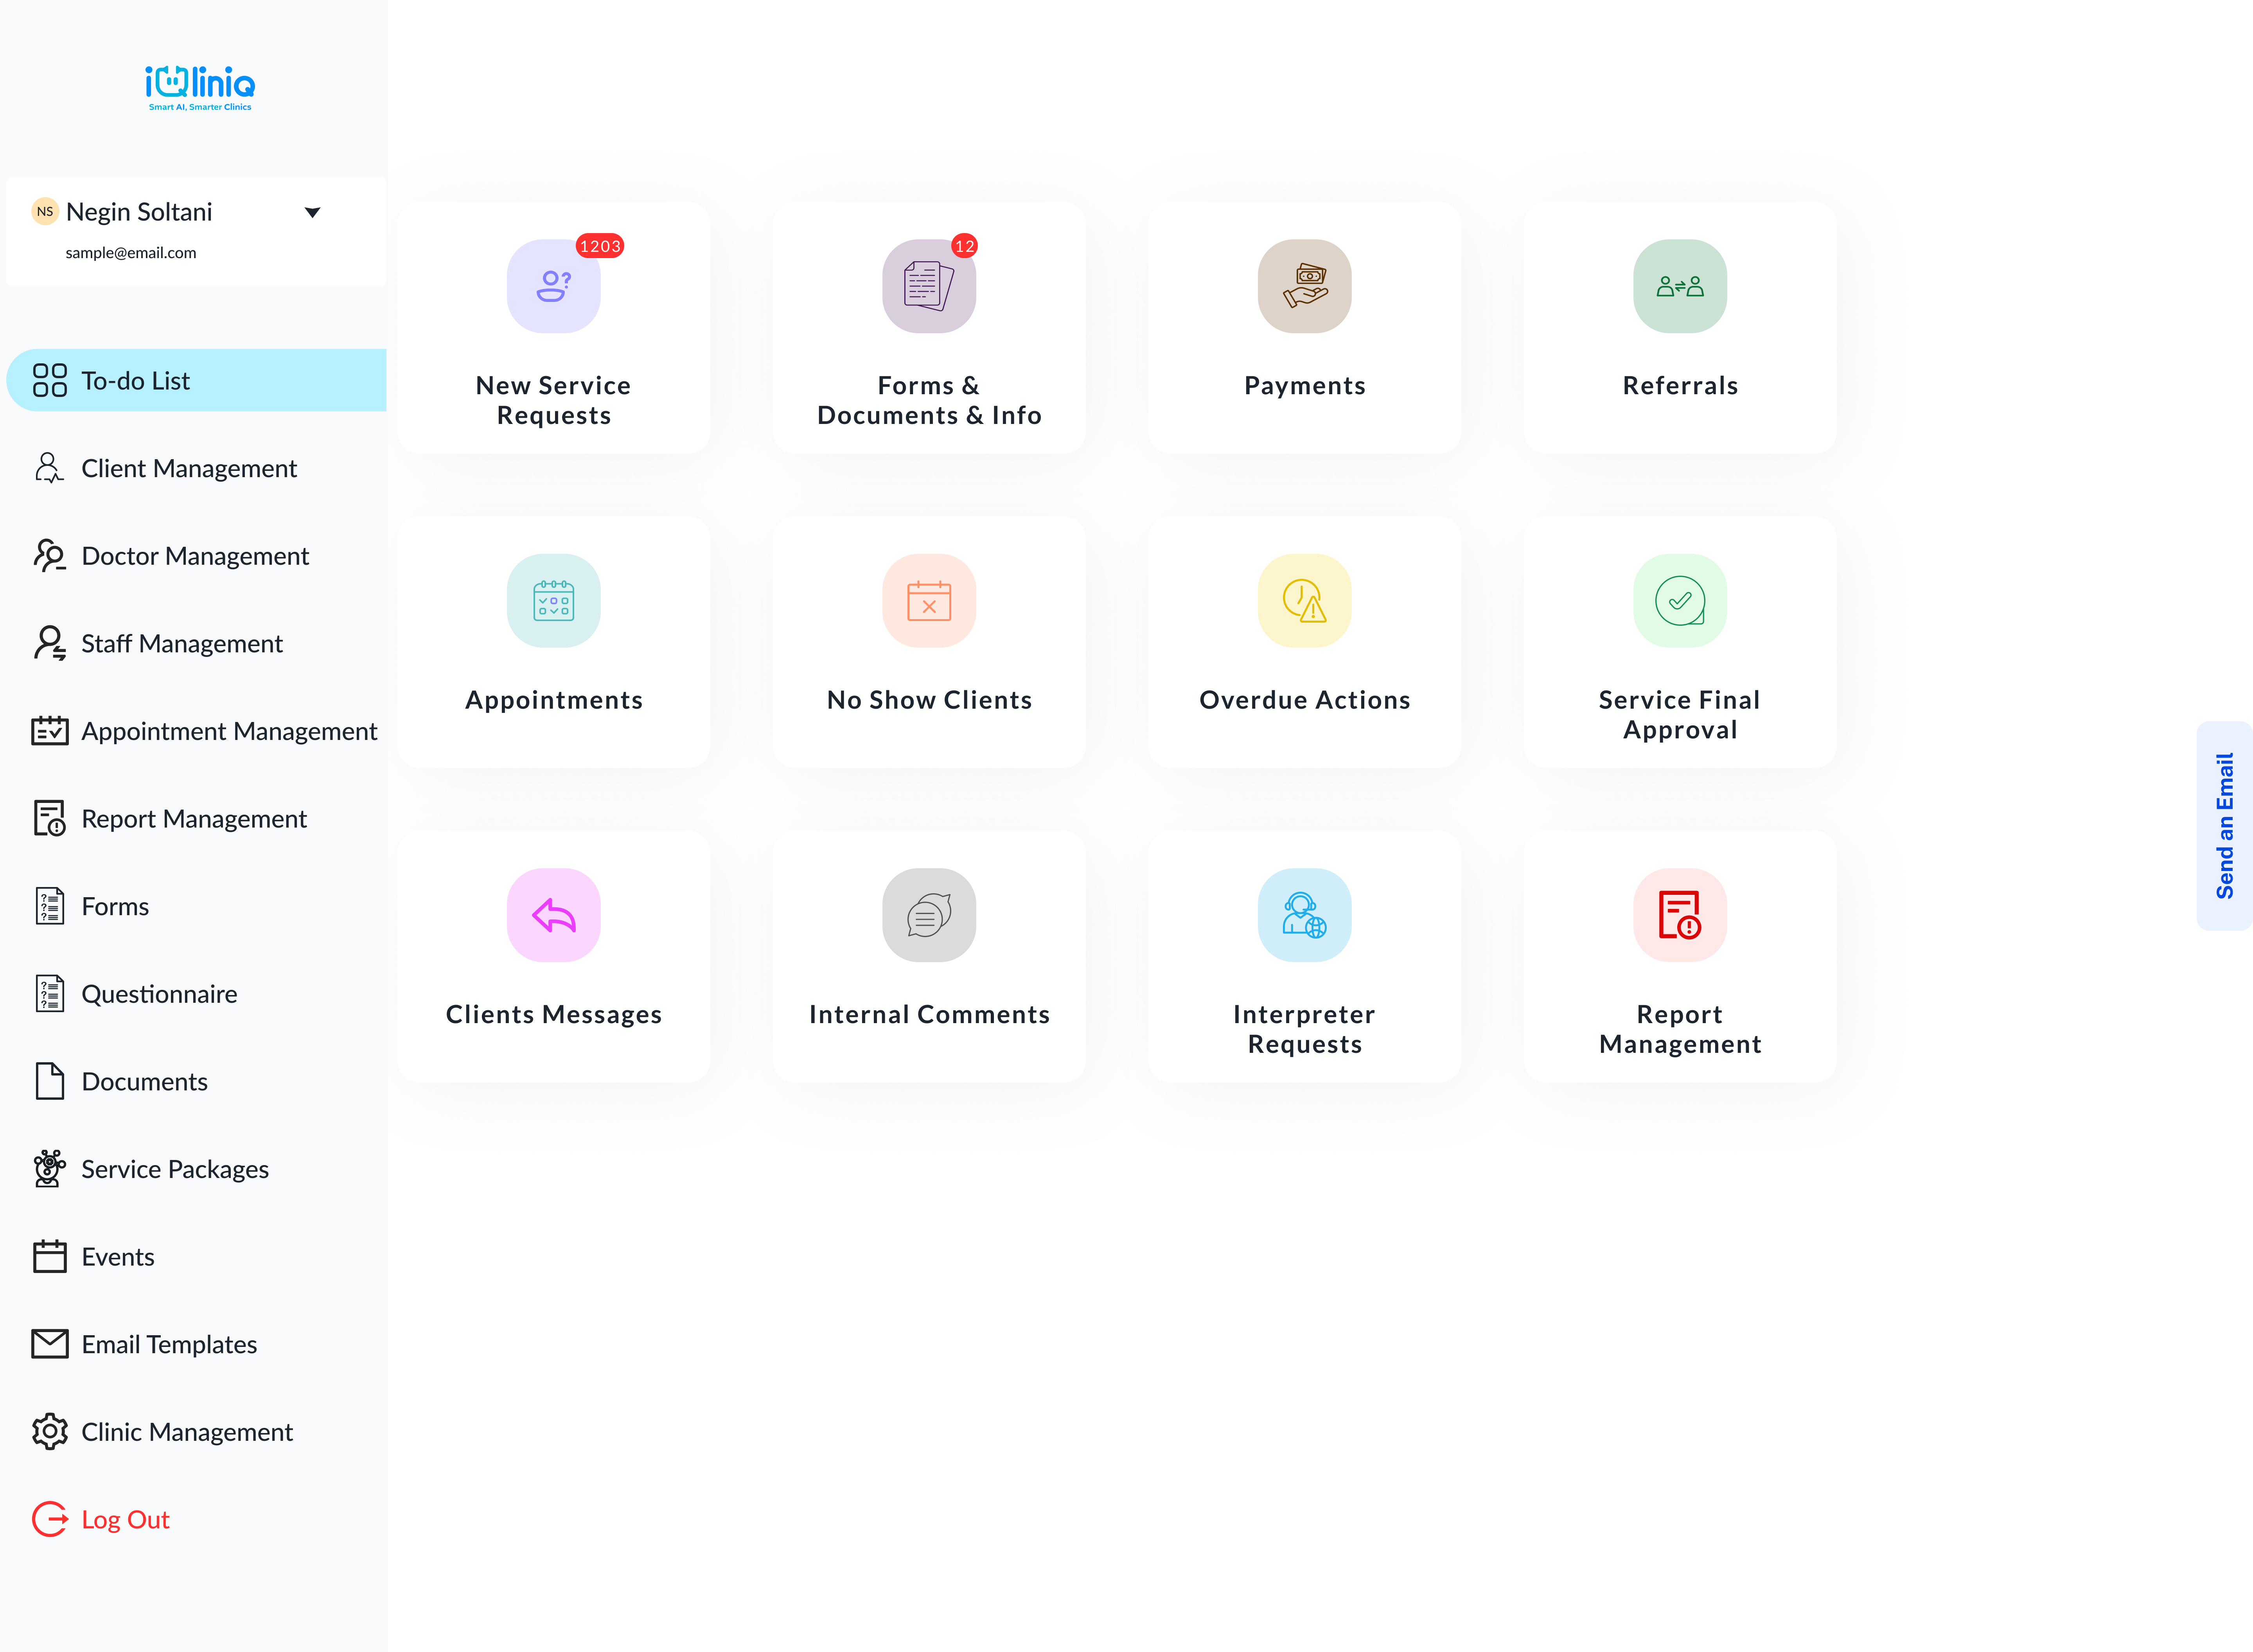 iQliniQ
Smart AI, Smarter Clinics
NS Negin Soltani
sample@email.com
To-do List
Client Management
Doctor Management
Staff Management
Appointment Management
Report Management
Forms
Questionnaire
Documents
Service Packages
Events
Email Templates
Clinic Management
Log Out
1203
New Service
Requests
12
Forms &
Documents & Info
Payments
Referrals
Appointments
No Show Clients
Overdue Actions
Service Final
Approval
Clients Messages
Internal Comments
Interpreter
Requests
Report
Management
Send an Email